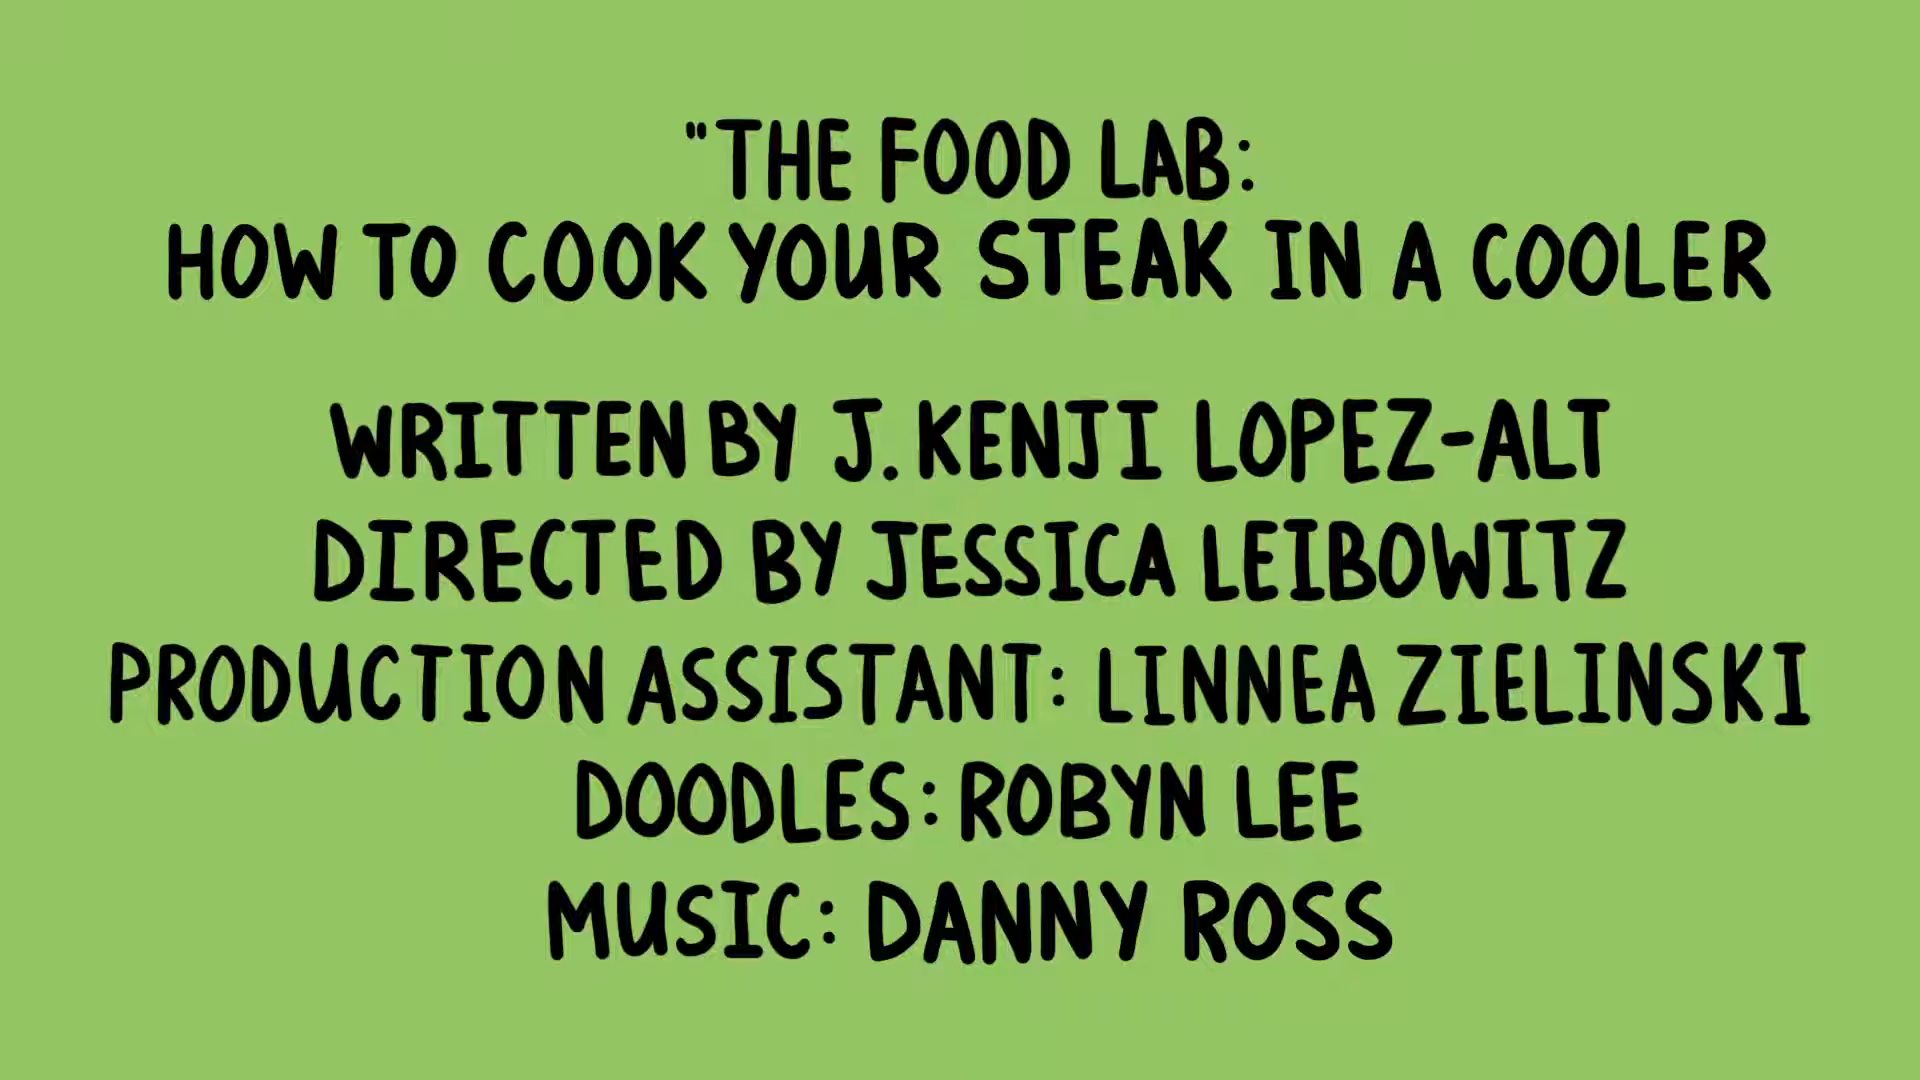 "THE FOOD LAB:
HOW TO COOK YOUR STEAK IN A COOLER
WRITTEN BY J. KENJI LOPEZ-ALT
DIRECTED BY JESSICA LEIBOWITZ
PRODUCTION ASSISTANT: LINNEA ZIELINSKI
DOODLES: ROBYN LEE
MUSIC: DANNY ROSS